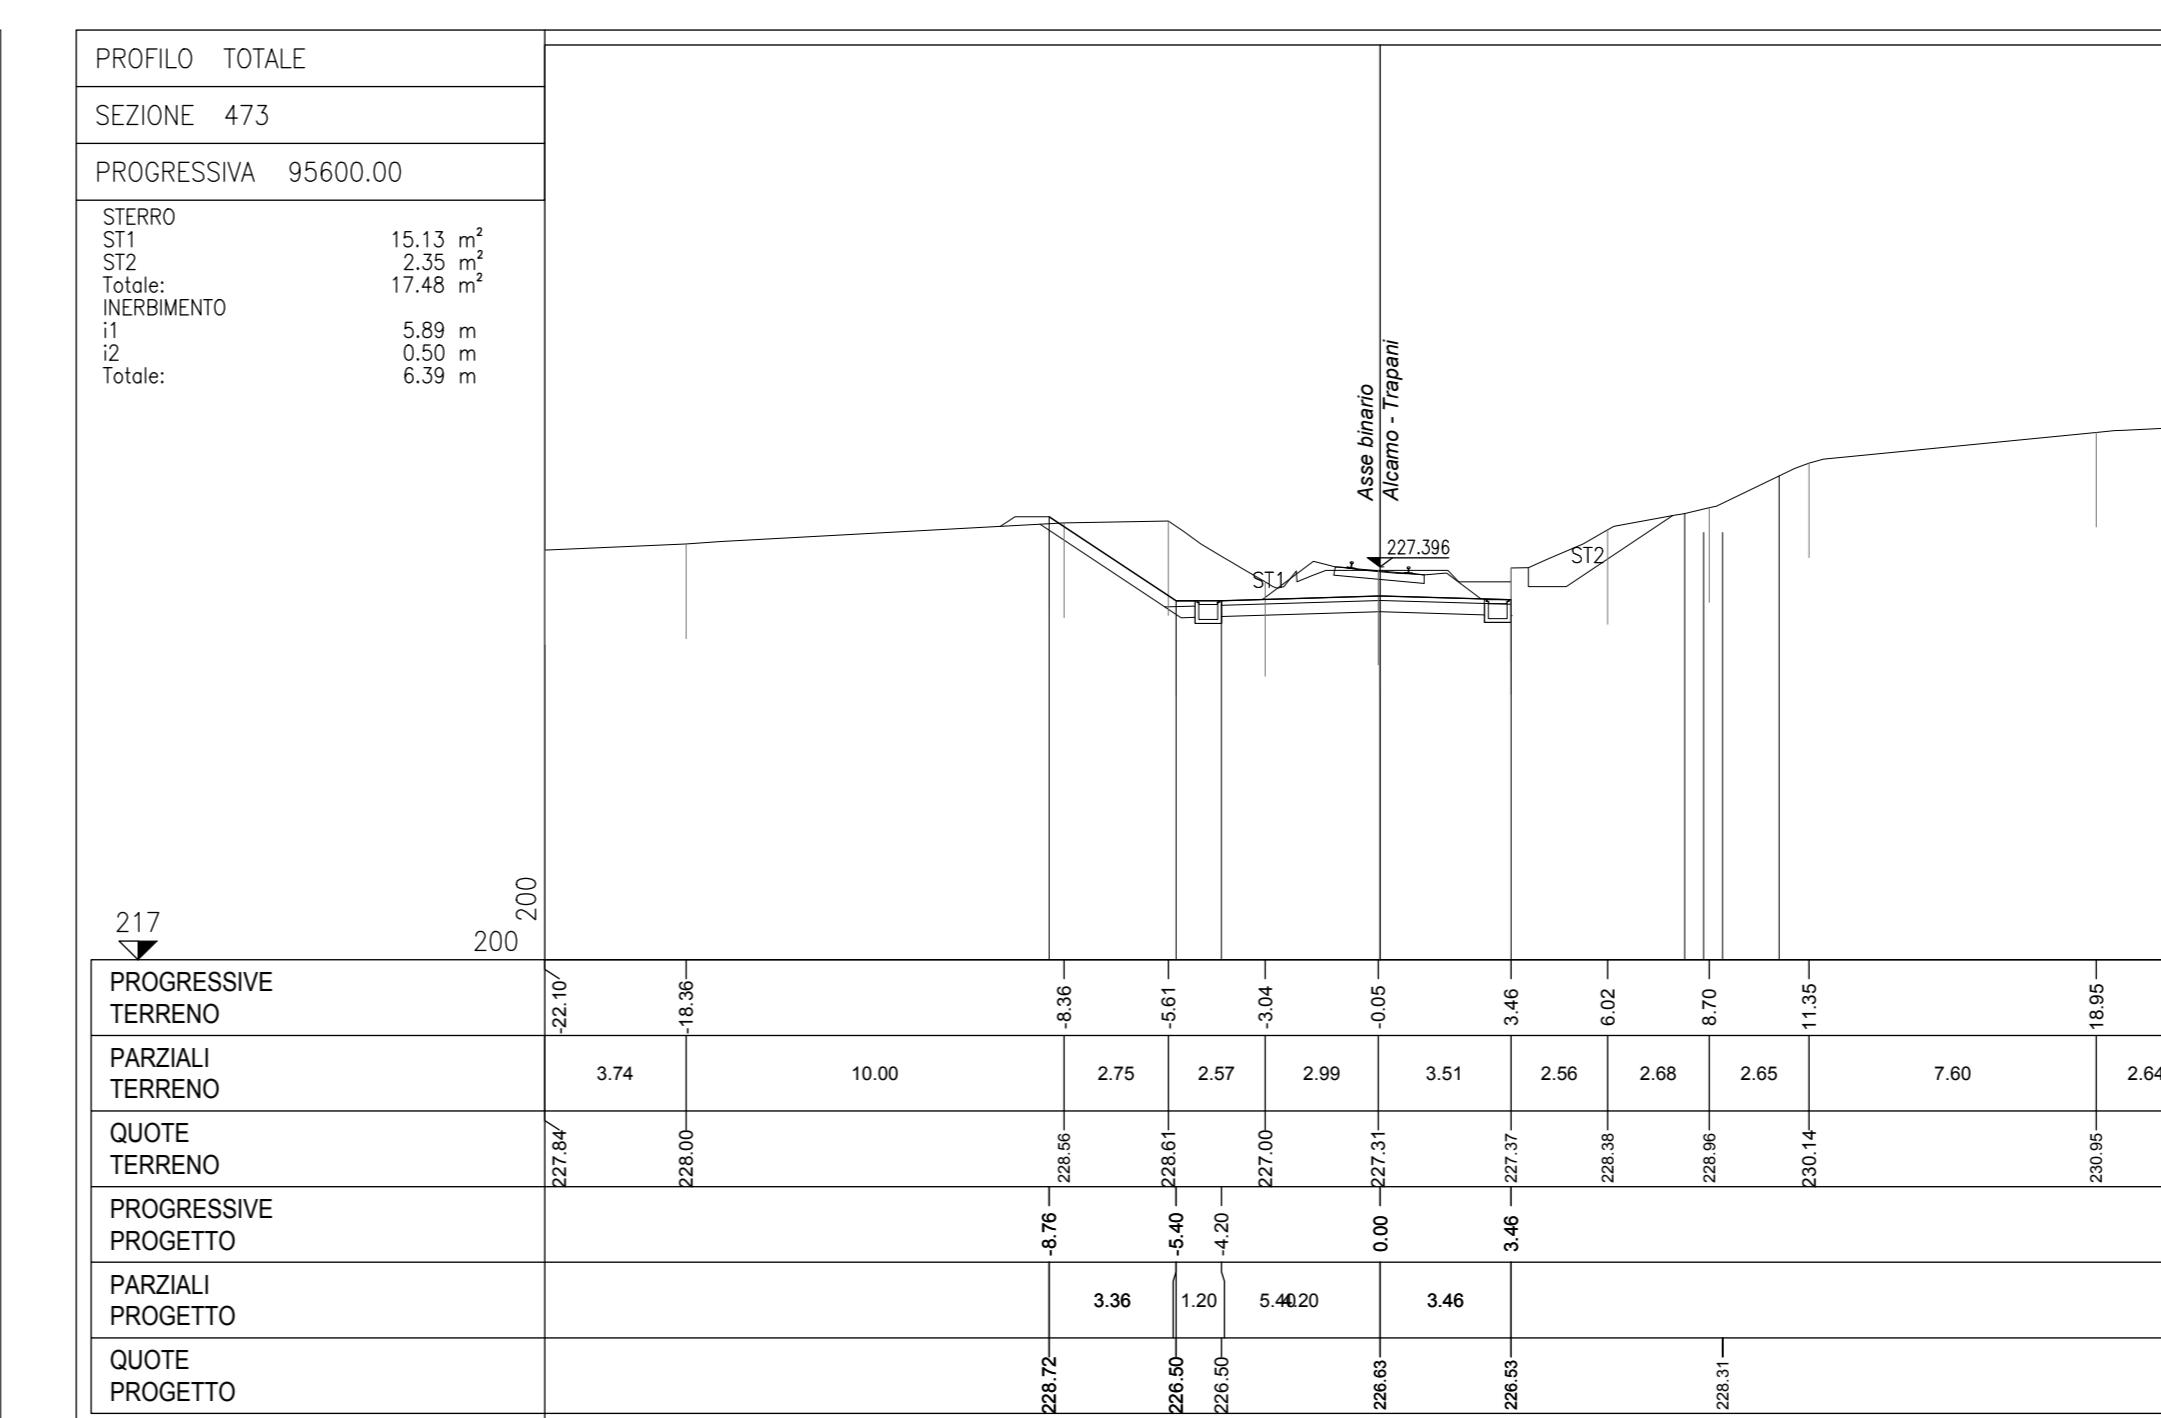 PROFILO TOTALE
SEZIONE 473
PROGRESSIVA 95600.00
STERRO
ST1 15.13 m²
ST2 2.35 m²
Totale: 17.48 m²
INERBIMENTO
i1 5.89 m
i2 0.50 m
Totale: 6.39 m
Asse binario
Alcamo - Trapani
227.396
ST1
ST2
217
200
200
PROGRESSIVE TERRENO
-22.10 -18.36 -8.36 -5.61 -3.04 -0.05 3.46 6.02 8.70 11.35 18.95
PARZIALI TERRENO
3.74 10.00 2.75 2.57 2.99 3.51 2.56 2.68 2.65 7.60 2.64
QUOTE TERRENO
227.84 228.00 228.56 228.61 227.00 227.31 227.37 228.38 228.96 230.14 230.95
PROGRESSIVE PROGETTO
-8.76 -5.40 -4.20 0.00 3.46
PARZIALI PROGETTO
3.36 1.20 5.40 4.20 3.46
QUOTE PROGETTO
228.72 226.50 226.50 226.63 226.53 228.31